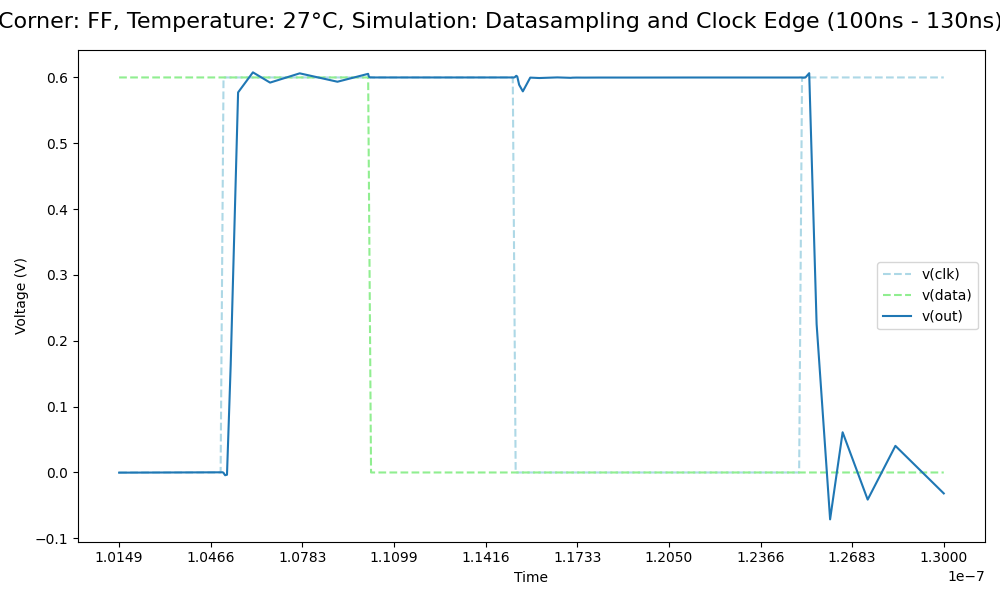 Corner: FF, Temperature: 27°C, Simulation: Datasampling and Clock Edge (100ns - 130ns)
0.6
0.5
0.4
0.3
0.2
0.1
0.0
−0.1
Voltage (V)
v(clk)
v(data)
v(out)
1.0149 1.0466 1.0783 1.1099 1.1416 1.1733 1.2050 1.2366 1.2683 1.3000
1e−7
Time